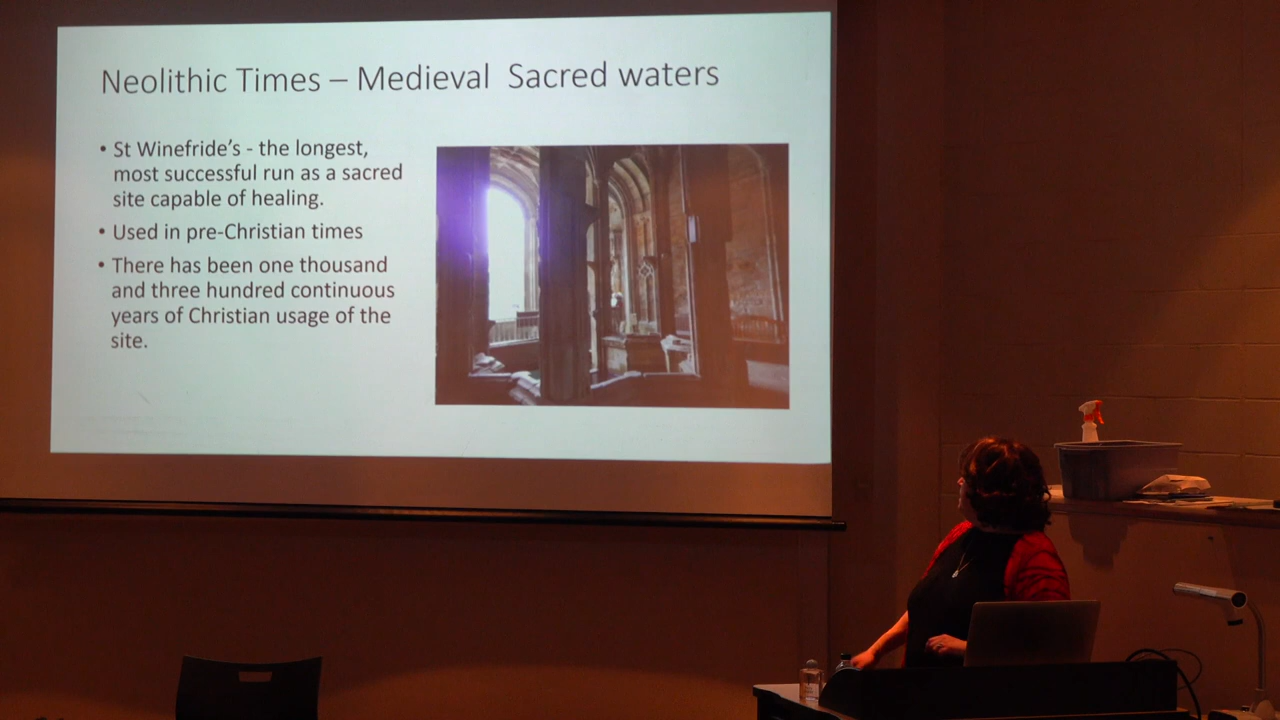 Neolithic Times – Medieval  Sacred waters
• St Winefride’s - the longest,
most successful run as a sacred
site capable of healing.
• Used in pre-Christian times
• There has been one thousand
and three hundred continuous
years of Christian usage of the
site.